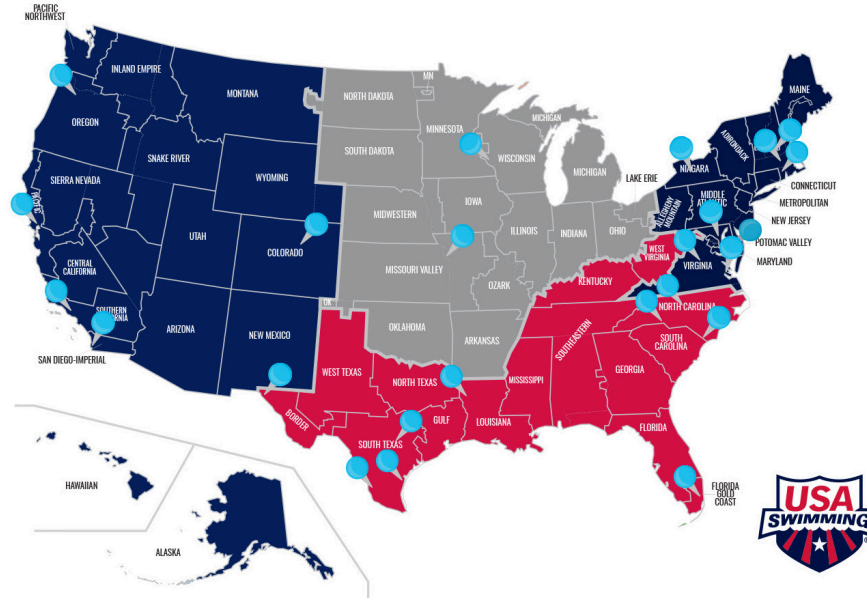 PACIFIC
NORTHWEST
INLAND EMPIRE
MONTANA
NORTH DAKOTA
MN
MINNESOTA
MICHIGAN
MAINE
OREGON
SNAKE RIVER
WYOMING
SOUTH DAKOTA
WISCONSIN
MICHIGAN
LAKE ERIE
NIAGARA
ADIRONDACK
SIERRA NEVADA
PACIFIC
UTAH
COLORADO
MIDWESTERN
IOWA
ILLINOIS
INDIANA
OHIO
ALLEGHENY
MOUNTAIN
MIDDLE
CONNECTICUT
METROPOLITAN
NEW JERSEY
POTOMAC VALLEY
MARYLAND
CENTRAL
CALIFORNIA
MISSOURI VALLEY
OZARK
KENTUCKY
WEST
VIRGINIA
VIRGINIA
SOUTHERN
SAN DIEGO-IMPERIAL
ARIZONA
NEW MEXICO
OK
OKLAHOMA
ARKANSAS
SOUTHEASTERN
NORTH CAROLINA
SOUTH
CAROLINA
WEST TEXAS
NORTH TEXAS
MISSISSIPPI
GEORGIA
BORDER
SOUTH TEXAS
GULF
LOUISIANA
FLORIDA
FLORIDA
GOLD
COAST
HAWAIIAN
ALASKA
USA
SWIMMING